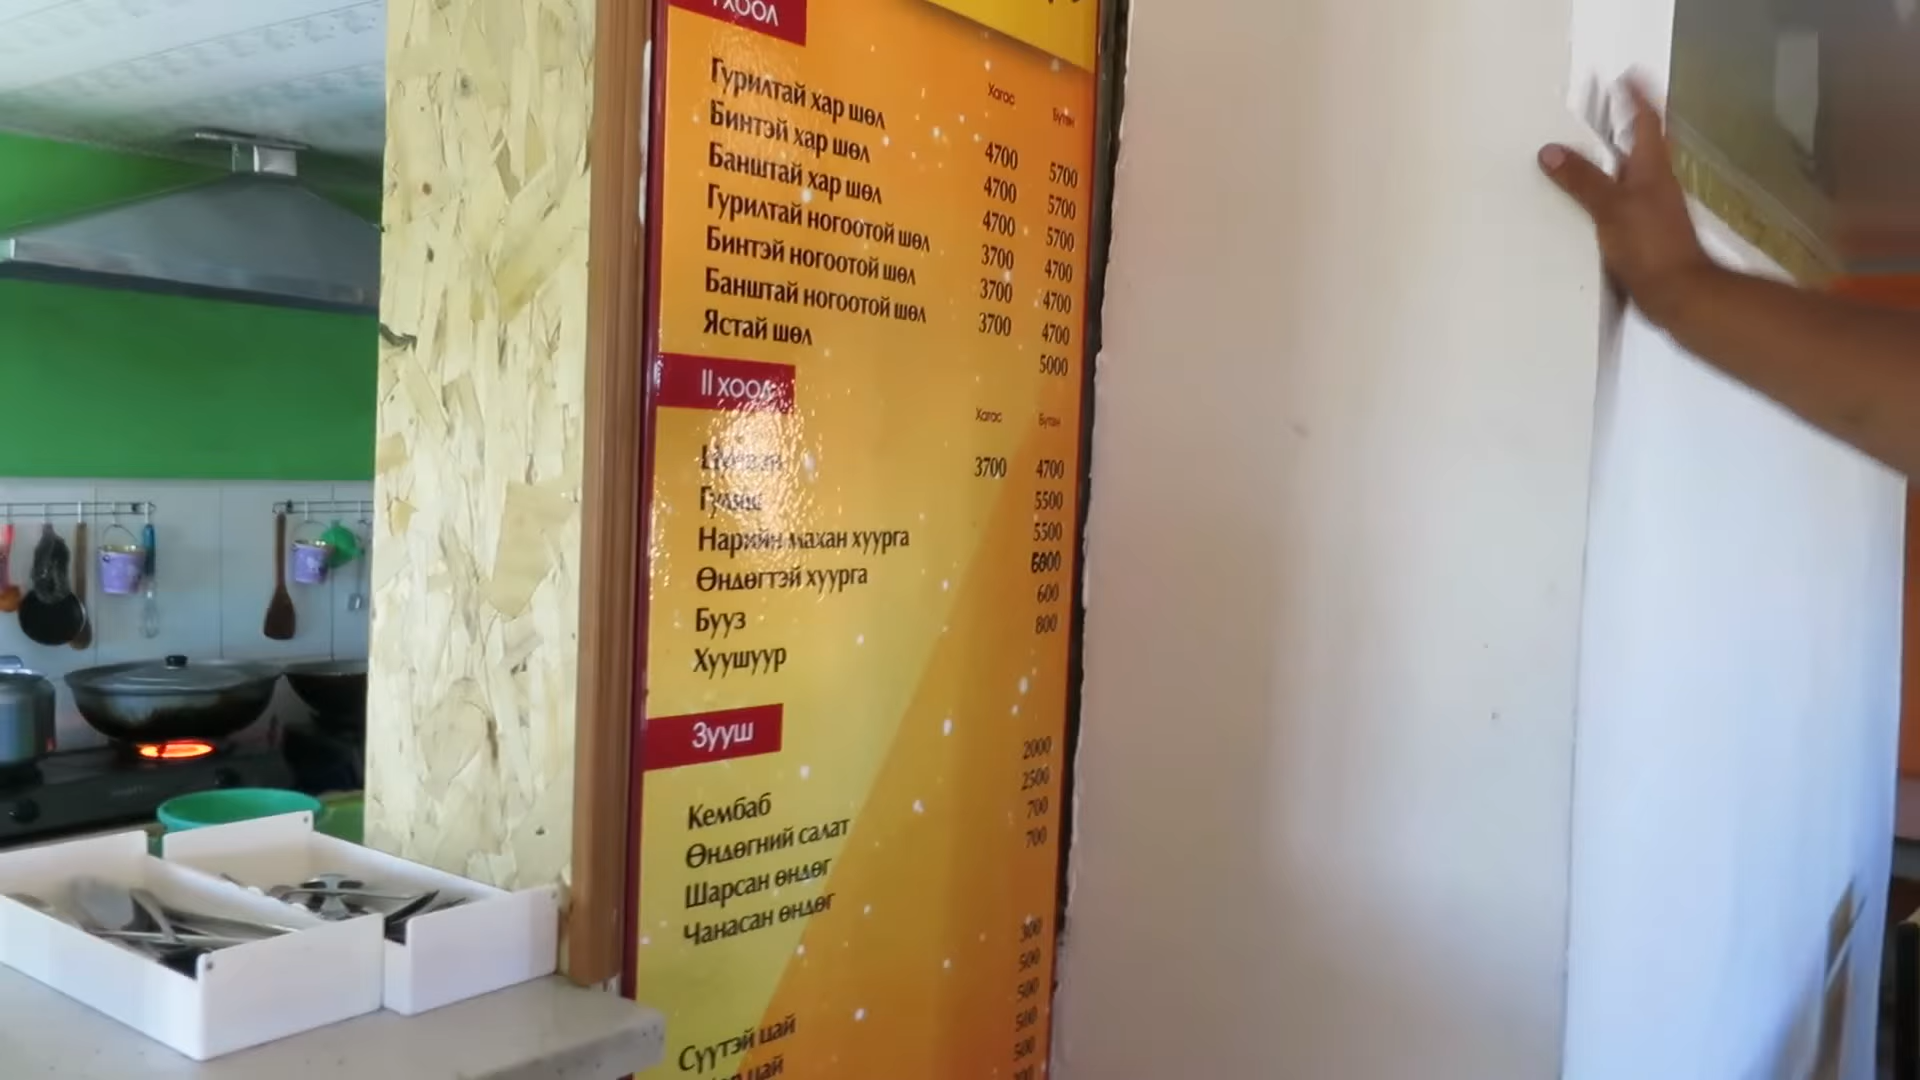 I хоол
Хагас Бүтэн
Гурилтай хар шөл 4700 5700
Бинтэй хар шөл 4700 5700
Банштай хар шөл 4700 5700
Гурилтай ногоотой шөл 3700 4700
Бинтэй ногоотой шөл 3700 4700
Банштай ногоотой шөл 3700 4700
Ястай шөл 5000
II хоол
Хагас Бүтэн
Цуйван 3700 4700
Гуляш 5500
Нарийн махан хуурга 5500
Өндөгтэй хуурга
Бууз 600
Хуушуур 800
Зууш
Кембаб 2000
Өндөгний салат 2500
Шарсан өндөг 700
Чанасан өндөг 700
300
500
500
Сүүтэй цай 500
цай 500